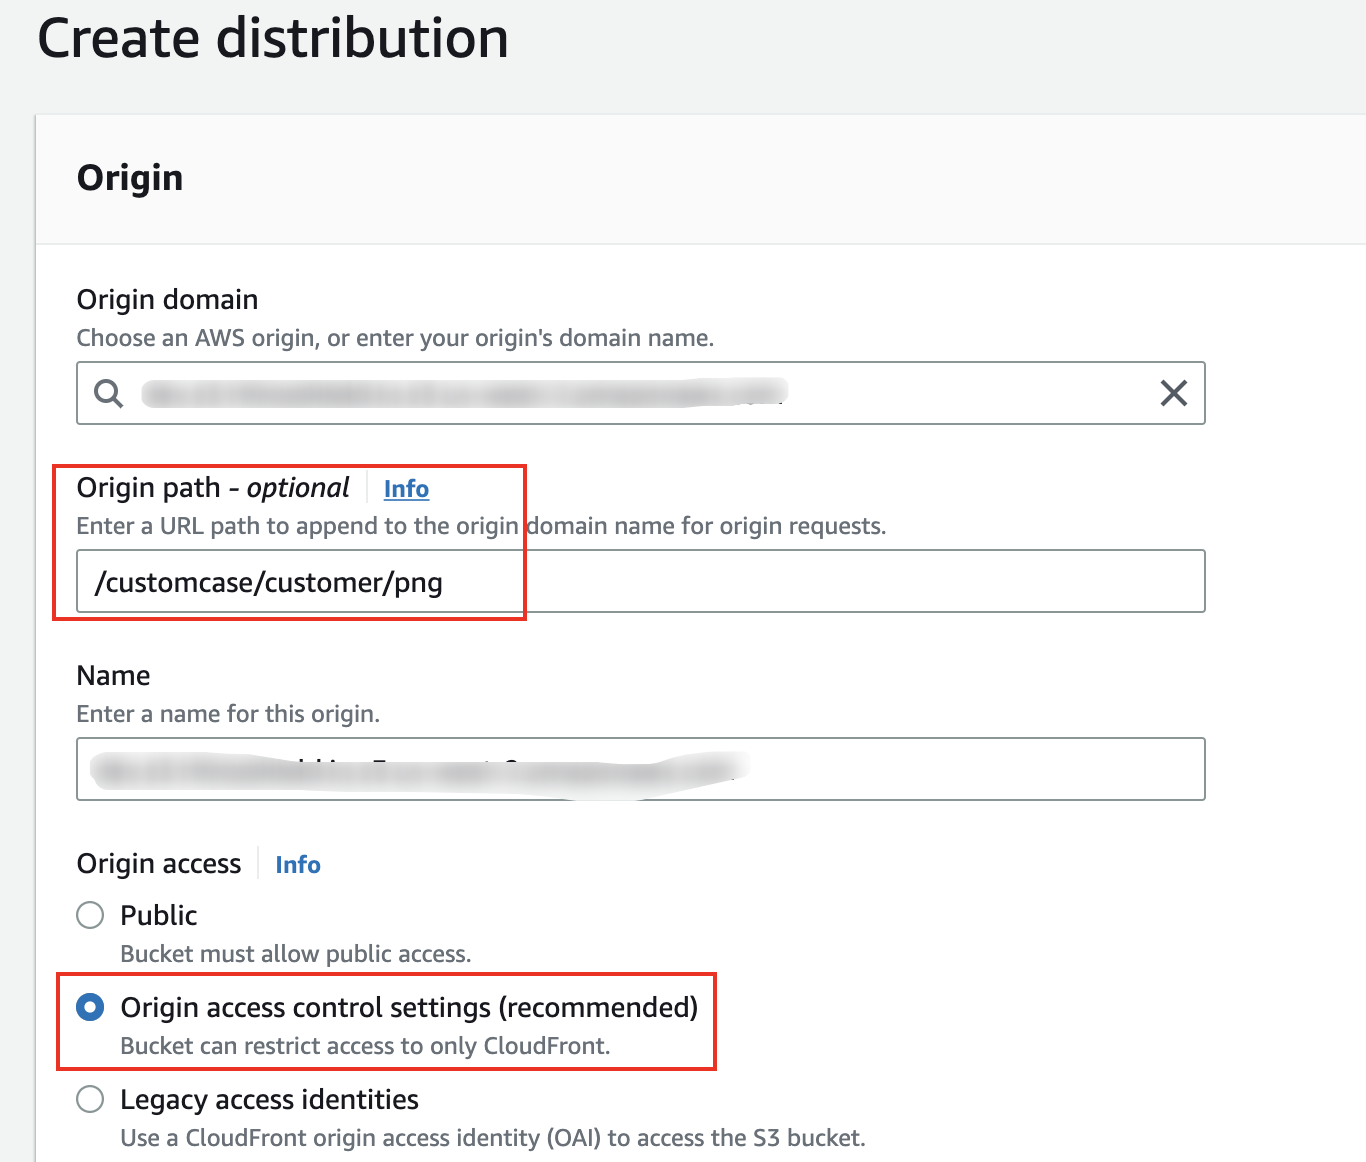 Create distribution
Origin
Origin domain
Choose an AWS origin, or enter your origin's domain name.
Origin path - optional Info
Enter a URL path to append to the origin domain name for origin requests.
/customcase/customer/png
Name
Enter a name for this origin.
Origin access Info
Public
Bucket must allow public access.
Origin access control settings (recommended)
Bucket can restrict access to only CloudFront.
Legacy access identities
Use a CloudFront origin access identity (OAI) to access the S3 bucket.